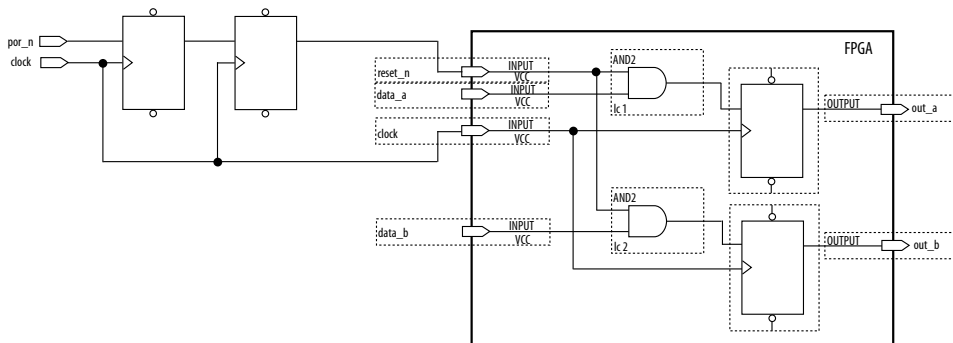 por_n
clock
FPGA
reset_n
INPUT
VCC
AND2
data_a
INPUT
VCC
lc 1
OUTPUT
out_a
clock
INPUT
VCC
AND2
data_b
INPUT
VCC
lc 2
OUTPUT
out_b